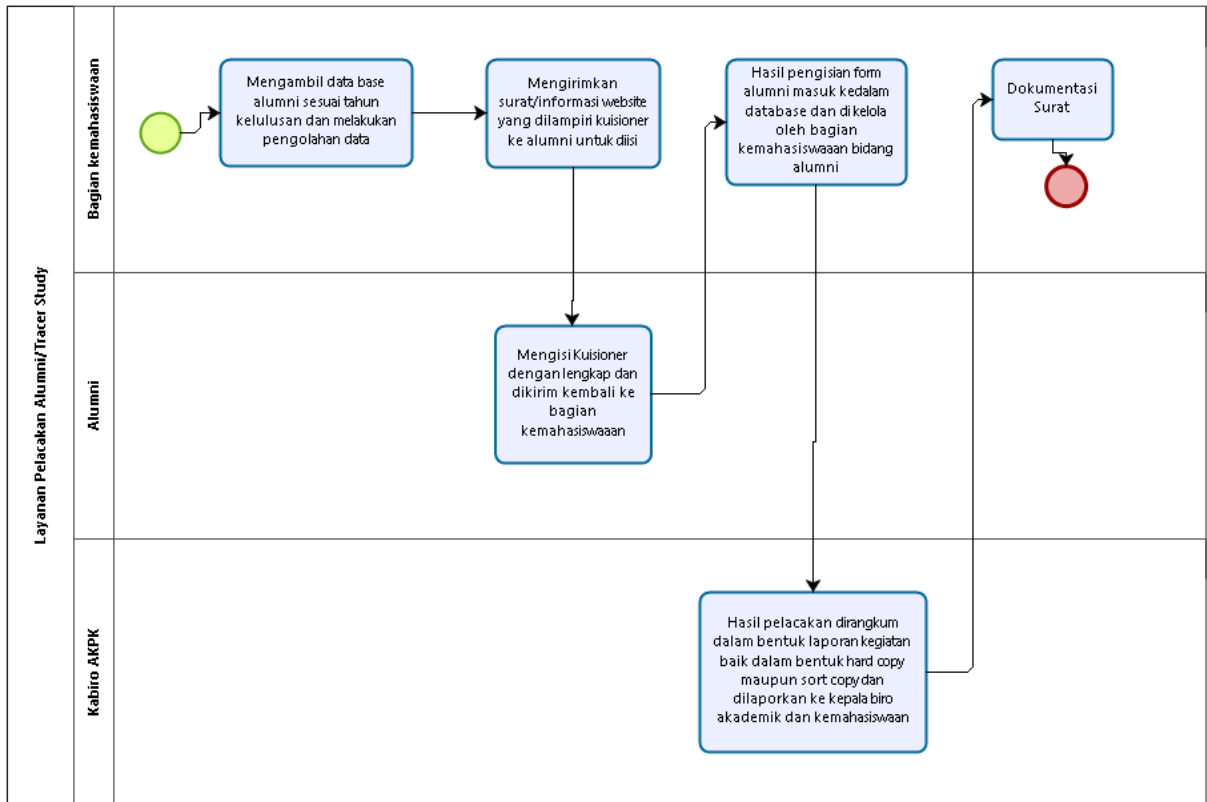 Layanan Pelacakan Alumni/Tracer Study
Bagian kemahasiswaan
Mengambil data base
alumni sesuai tahun
kelulusan dan melakukan
pengolahan data
Mengirimkan
surat/informasi website
yang dilampiri kuisioner
ke alumni untuk diisi
Hasil pengisian form
alumni masuk kedalam
database dan dikelola
oleh bagian
kemahasiswaaan bidang
alumni
Dokumentasi
Surat
Alumni
Mengisi Kuisioner
dengan lengkap dan
dikirim kembali ke
bagian
kemahasiswaaan
Kabiro AKPK
Hasil pelacakan dirangkum
dalam bentuk laporan kegiatan
baik dalam bentuk hard copy
maupun sort copy dan
dilaporkan ke kepala biro
akademik dan kemahasiswaan